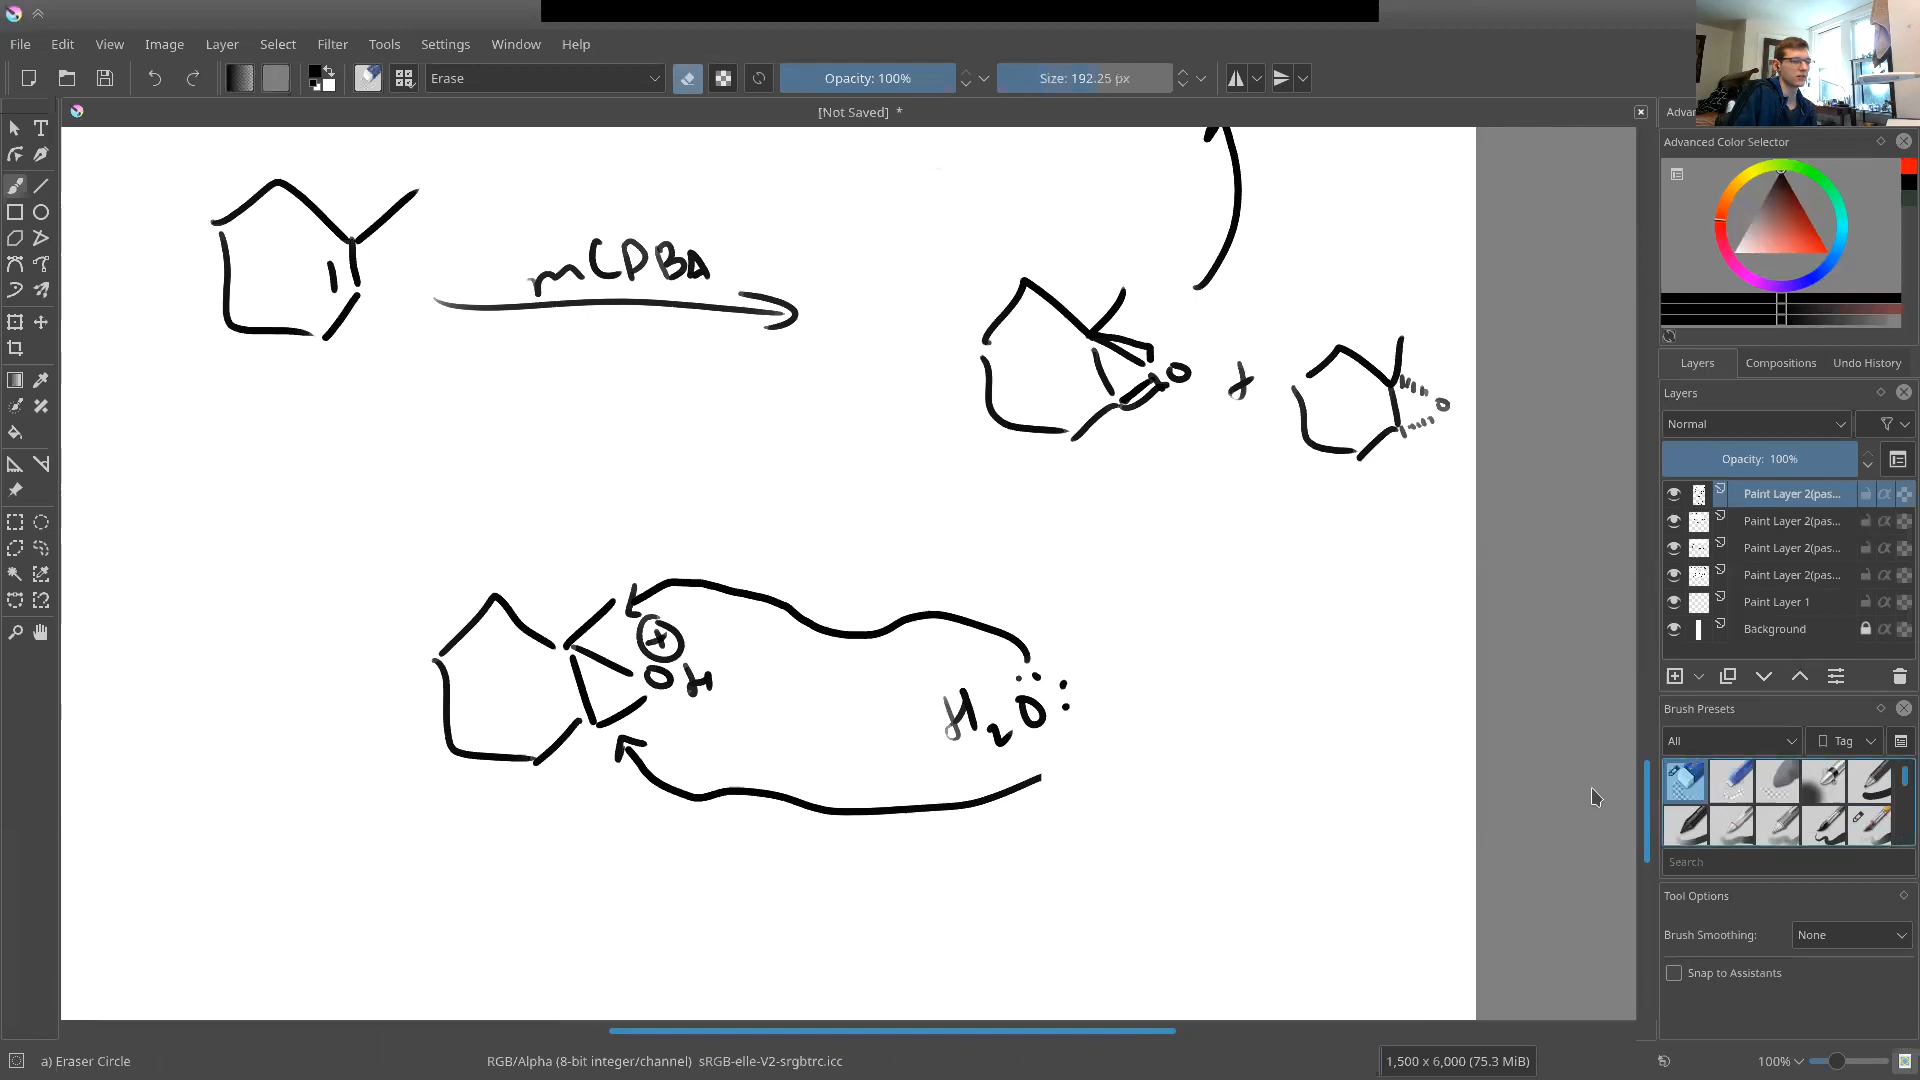 File Edit View Image Layer Select Filter Tools Settings Window Help
Erase
Opacity: 100%
Size: 192.25 px
[Not Saved] *
mCPBA
O
+
O
+
OH
H2O:
Advanced Color Selector
Layers Compositions Undo History
Layers
Normal
Opacity: 100%
Paint Layer 2(pas...
Paint Layer 2(pas...
Paint Layer 2(pas...
Paint Layer 2(pas...
Paint Layer 1
Background
Brush Presets
All
Tag
Search
Tool Options
Brush Smoothing: None
Snap to Assistants
a) Eraser Circle
RGB/Alpha (8-bit integer/channel) sRGB-elle-V2-srgbtrc.icc
1,500 x 6,000 (75.3 MiB)
100%